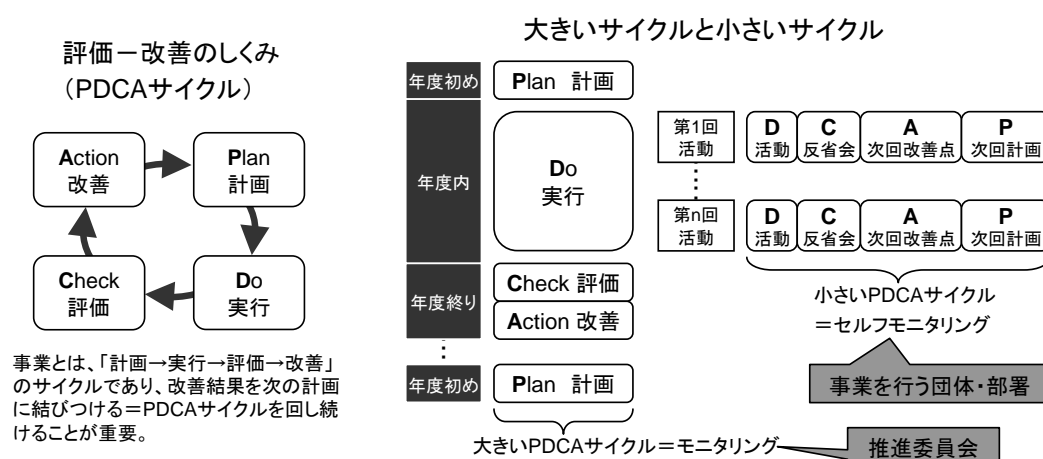 評価－改善のしくみ
（PDCAサイクル）
Action
改善
Plan
計画
Check
評価
Do
実行
事業とは、「計画→実行→評価→改善」
のサイクルであり、改善結果を次の計画
に結びつける＝PDCAサイクルを回し続
けることが重要。
大きいサイクルと小さいサイクル
年度初め
Plan 計画
年度内
Do
実行
年度終り
Check 評価
Action 改善
年度初め
Plan 計画
大きいPDCAサイクル＝モニタリング
推進委員会
第1回
活動
D
活動
C
反省会
A
次回改善点
P
次回計画
第n回
活動
D
活動
C
反省会
A
次回改善点
P
次回計画
小さいPDCAサイクル
＝セルフモニタリング
事業を行う団体・部署